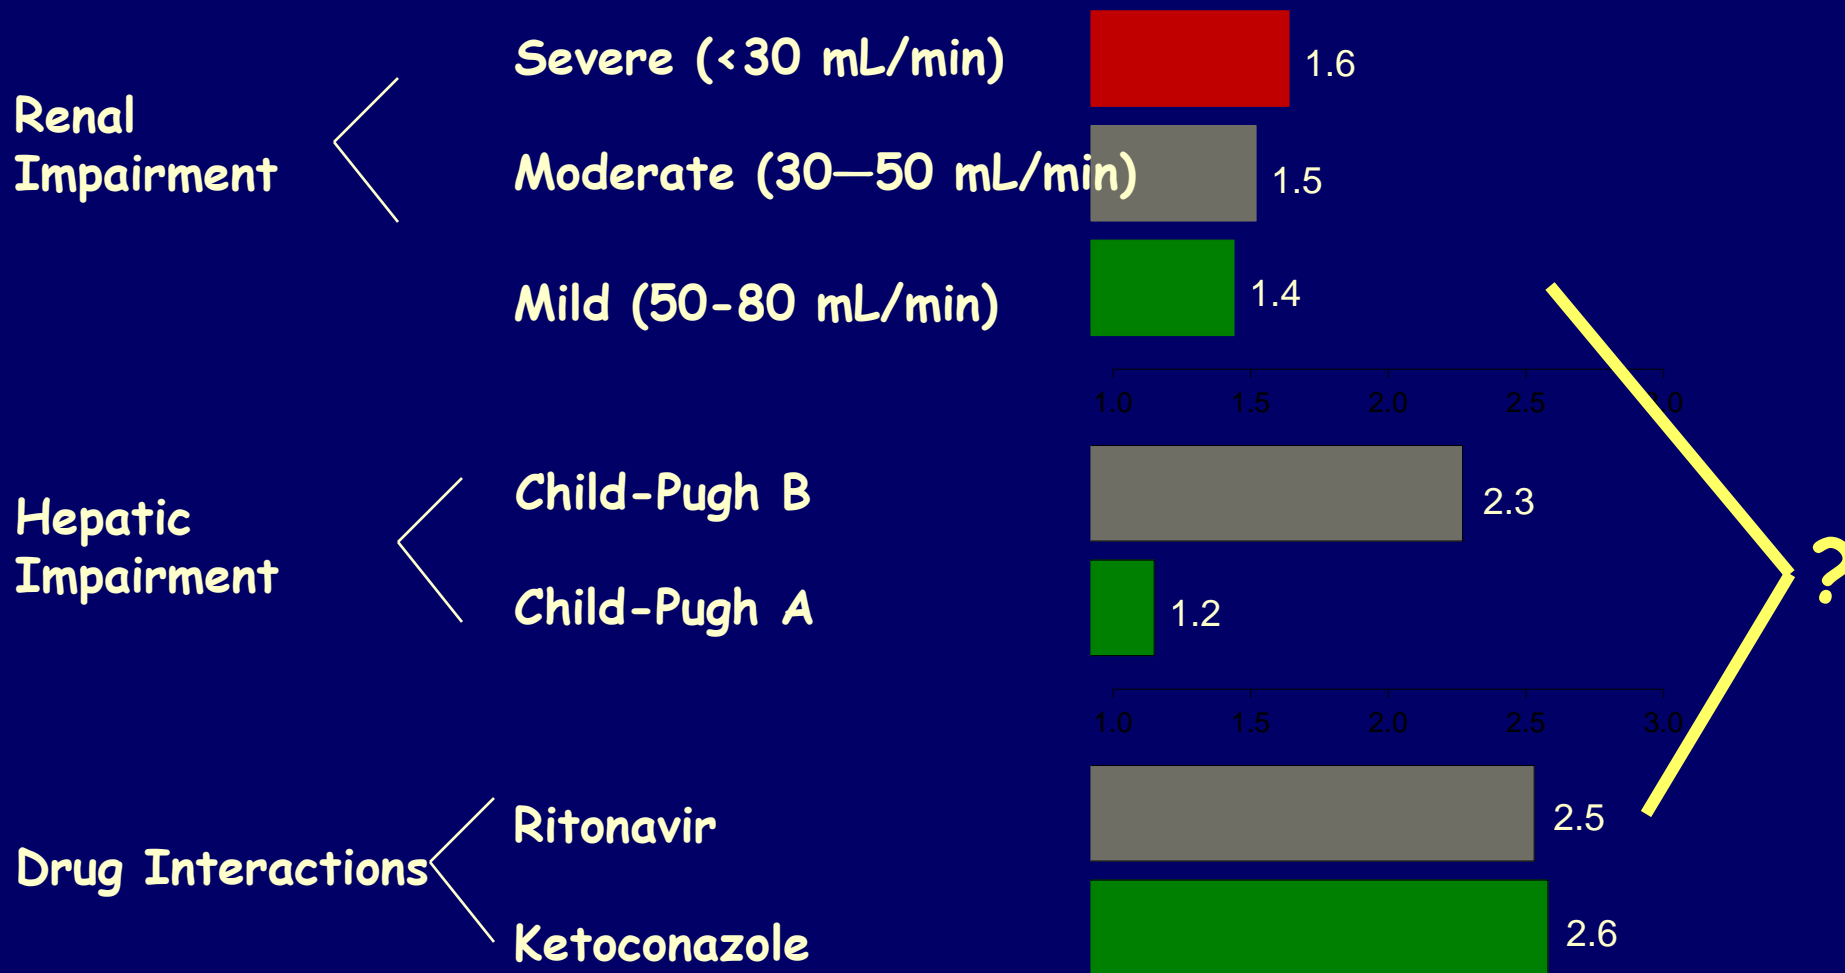 Severe (<30 mL/min)
1.6
Renal
Impairment
Moderate (30—50 mL/min)
1.5
Mild (50-80 mL/min)
1.4
1.0 1.5 2.0 2.5 .0
Child-Pugh B
2.3
Hepatic
Impairment
?
Child-Pugh A
1.2
1.0 1.5 2.0 2.5 3.0
Ritonavir
2.5
Drug Interactions
Ketoconazole
2.6